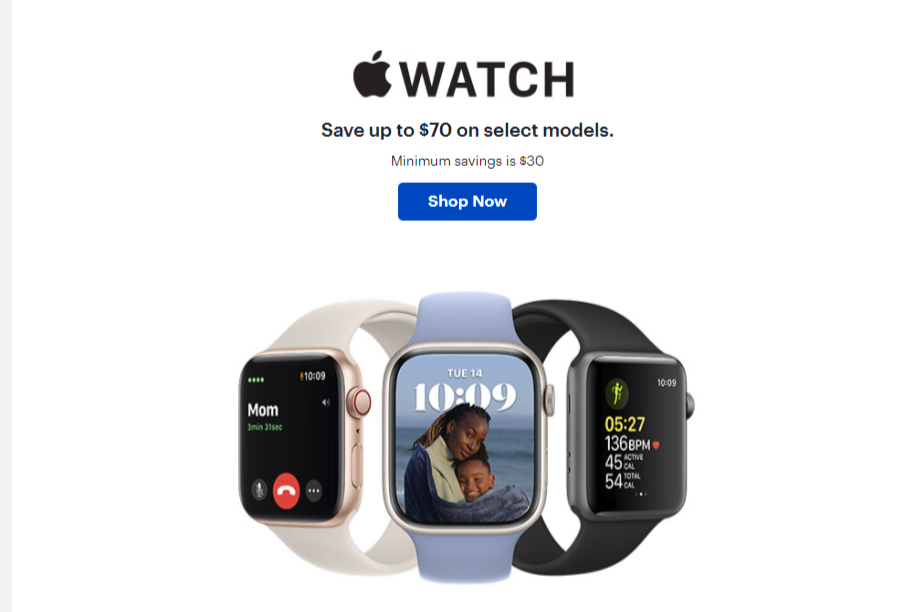 WATCH
Save up to $70 on select models.
Minimum savings is $30
Shop Now
10:09
Mom
3min 31sec
TUE 14
10:09
10:09
05:27
136BPM
45 ACTIVE CAL
54 TOTAL CAL